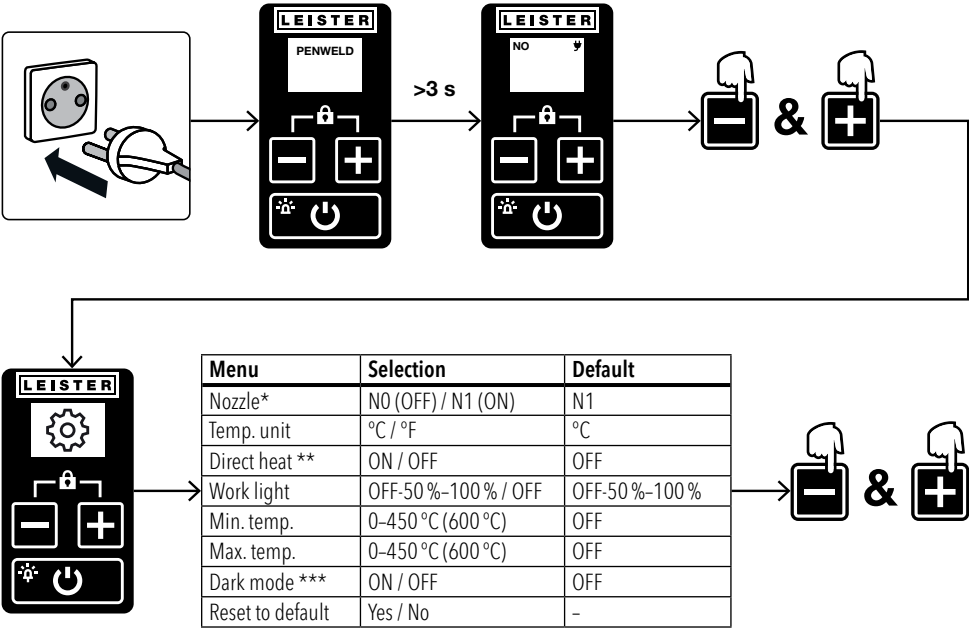 LEISTER
PENWELD
>3 s
LEISTER
NO
&
LEISTER
Menu Selection Default
Nozzle* N0 (OFF) / N1 (ON) N1
Temp. unit °C / °F °C
Direct heat ** ON / OFF OFF
Work light OFF-50 %–100 % / OFF OFF-50 %–100 %
Min. temp. 0–450 °C (600 °C) OFF
Max. temp. 0–450 °C (600 °C) OFF
Dark mode *** ON / OFF OFF
Reset to default Yes / No –
&